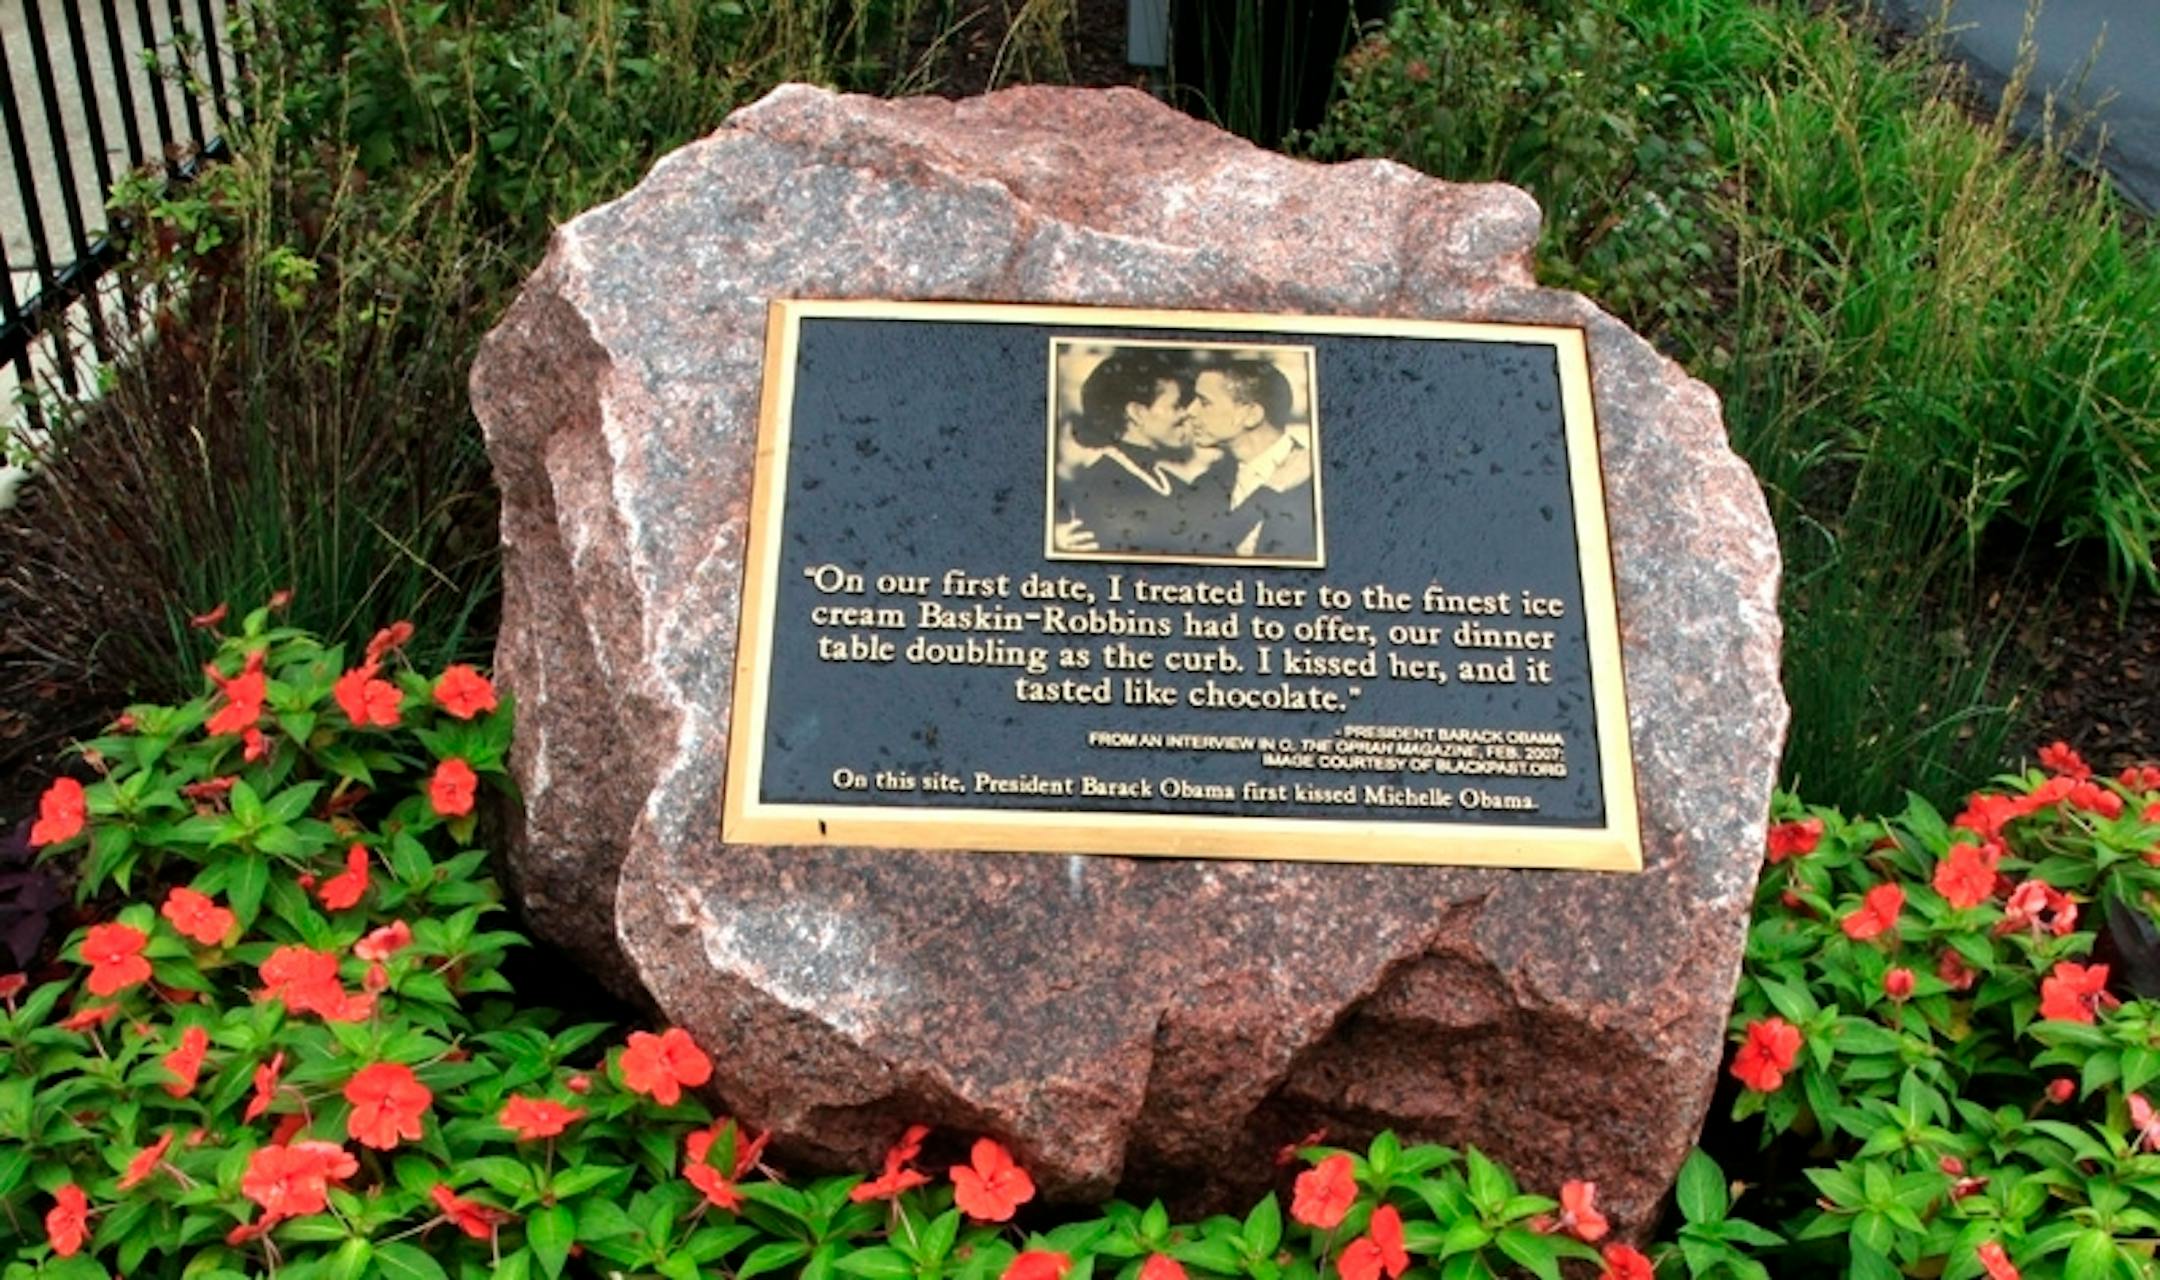 “On our first date, I treated her to the finest ice
cream Baskin-Robbins had to offer, our dinner
table doubling as the curb. I kissed her, and it
tasted like chocolate.”
- PRESIDENT BARACK OBAMA
FROM AN INTERVIEW IN O, THE OPRAH MAGAZINE, FEB. 2007;
IMAGE COURTESY OF BLACKPAST.ORG
On this site, President Barack Obama first kissed Michelle Obama.